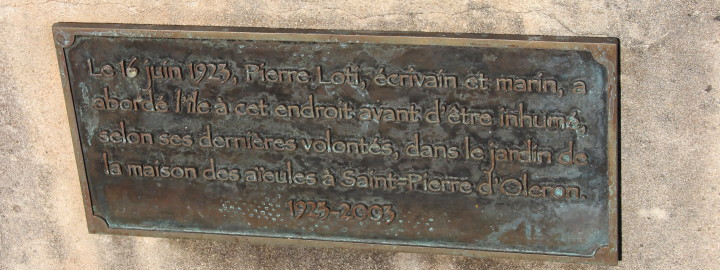 Le 16 juin 1923, Pierre Loti, écrivain et marin, a
abordé l'île à cet endroit avant d'être inhumé,
selon ses dernières volontés, dans le jardin de
la maison des aïeules à Saint-Pierre d'Oleron.
1923-2003